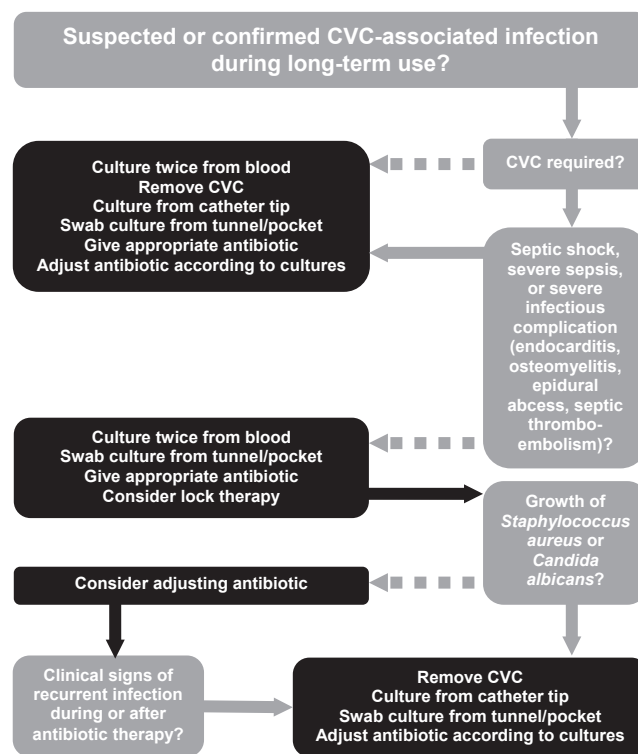 Suspected or confirmed CVC-associated infection
during long-term use?
CVC required?
Culture twice from blood
Remove CVC
Culture from catheter tip
Swab culture from tunnel/pocket
Give appropriate antibiotic
Adjust antibiotic according to cultures
Septic shock,
severe sepsis,
or severe
infectious
complication
(endocarditis,
osteomyelitis,
epidural
abcess, septic
thrombo-
embolism)?
Culture twice from blood
Swab culture from tunnel/pocket
Give appropriate antibiotic
Consider lock therapy
Growth of
Staphylococcus
aureus or
Candida
albicans?
Consider adjusting antibiotic
Clinical signs of
recurrent infection
during or after
antibiotic therapy?
Remove CVC
Culture from catheter tip
Swab culture from tunnel/pocket
Adjust antibiotic according to cultures